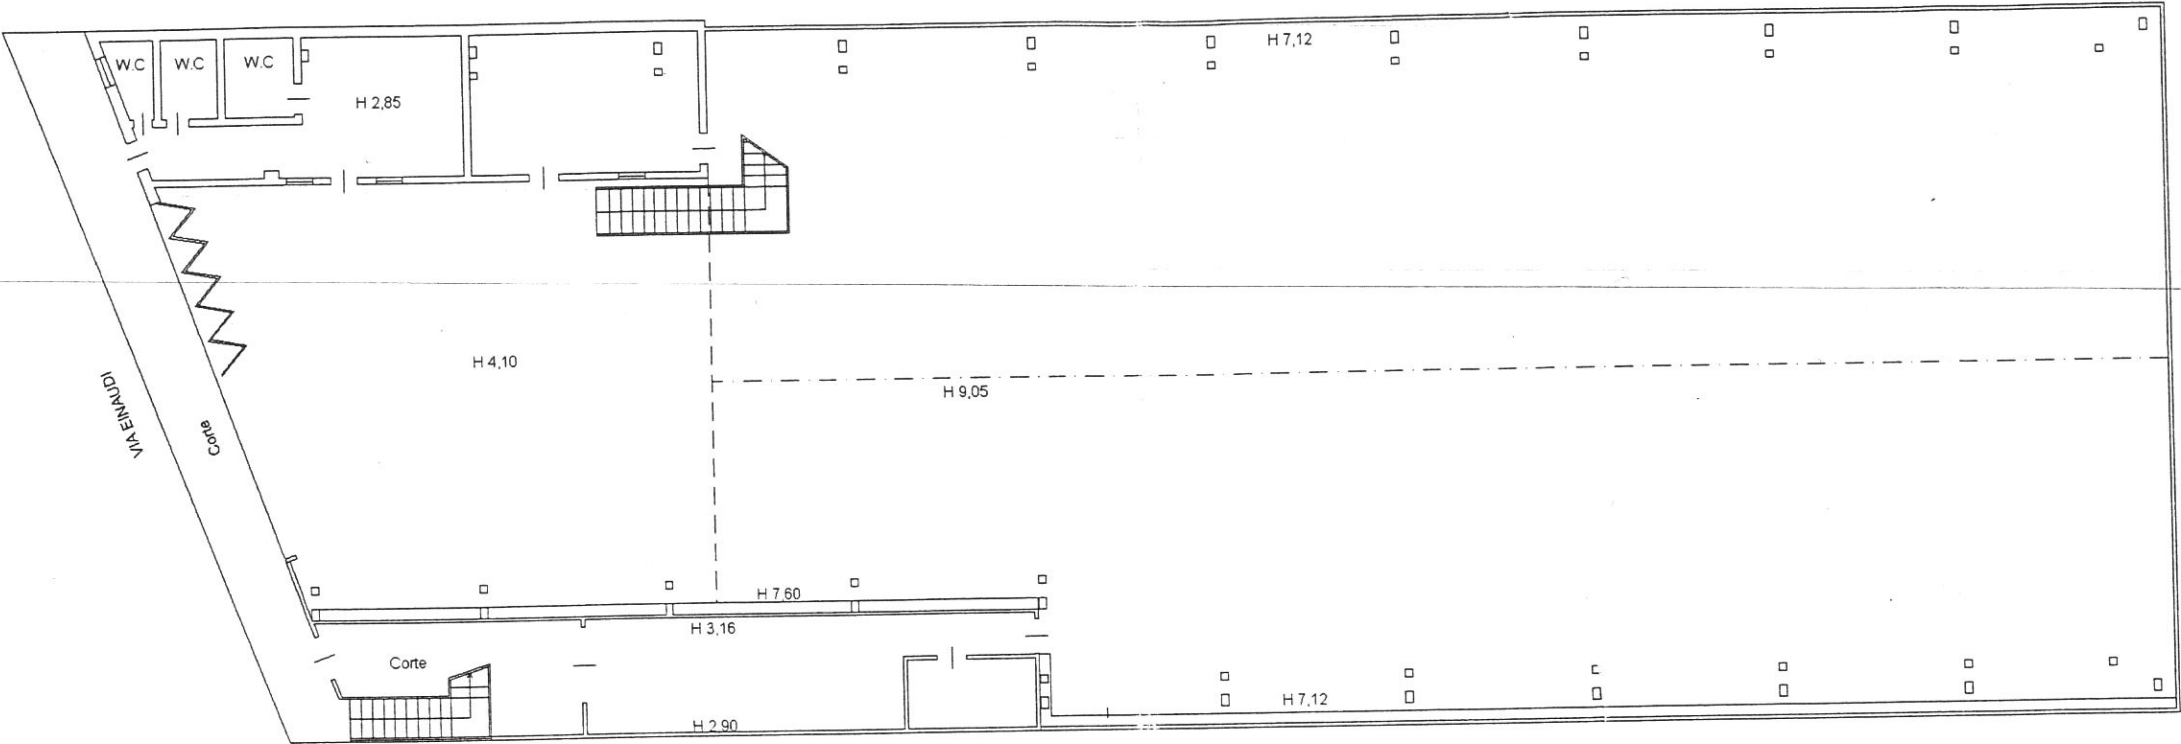 H 7,12
W.C
W.C
W.C
H 2,85
H 4,10
H 9,05
VIA EINAUDI
Corte
H 7,60
H 3,16
Corte
H 7,12
H 2,90